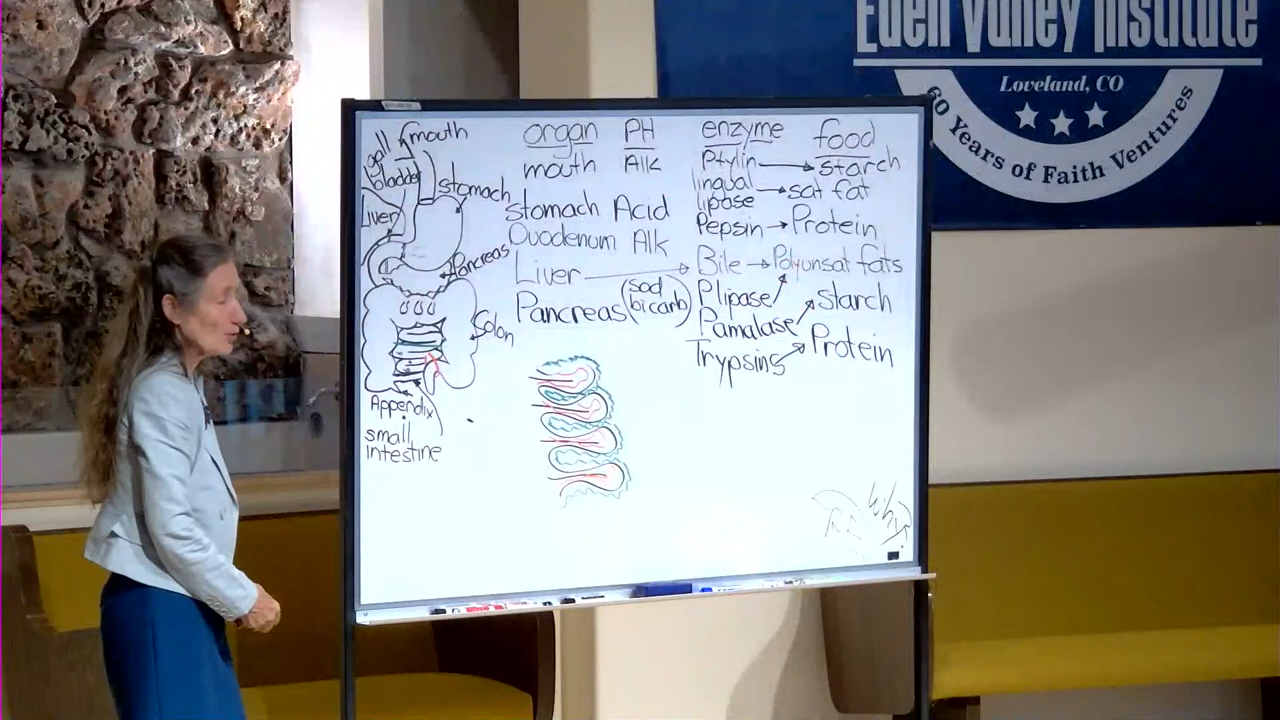 Eden Valley Institute
Loveland, CO
60 Years of Faith Ventures
mouth
gall
bladder
stomach
Liver
Pancreas
Colon
Appendix
small
intestine
organ PH enzyme food
mouth Alk Ptylin starch
lingual
lipase sat fat
Stomach Acid Pepsin Protein
Duodenum Alk
Liver Bile Polyunsat fats
Pancreas (sod
bicarb) Plipase
Pamalase starch
Trypsins Protein
Why?